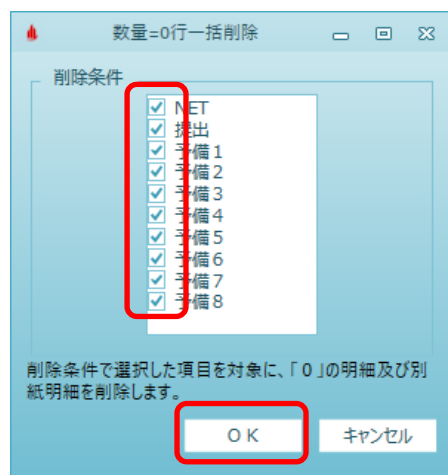 数量=0行一括削除
削除条件
NET
提出
予備1
予備2
予備3
予備4
予備5
予備6
予備7
予備8
削除条件で選択した項目を対象に、「0」の明細及び別
紙明細を削除します。
OK
キャンセル